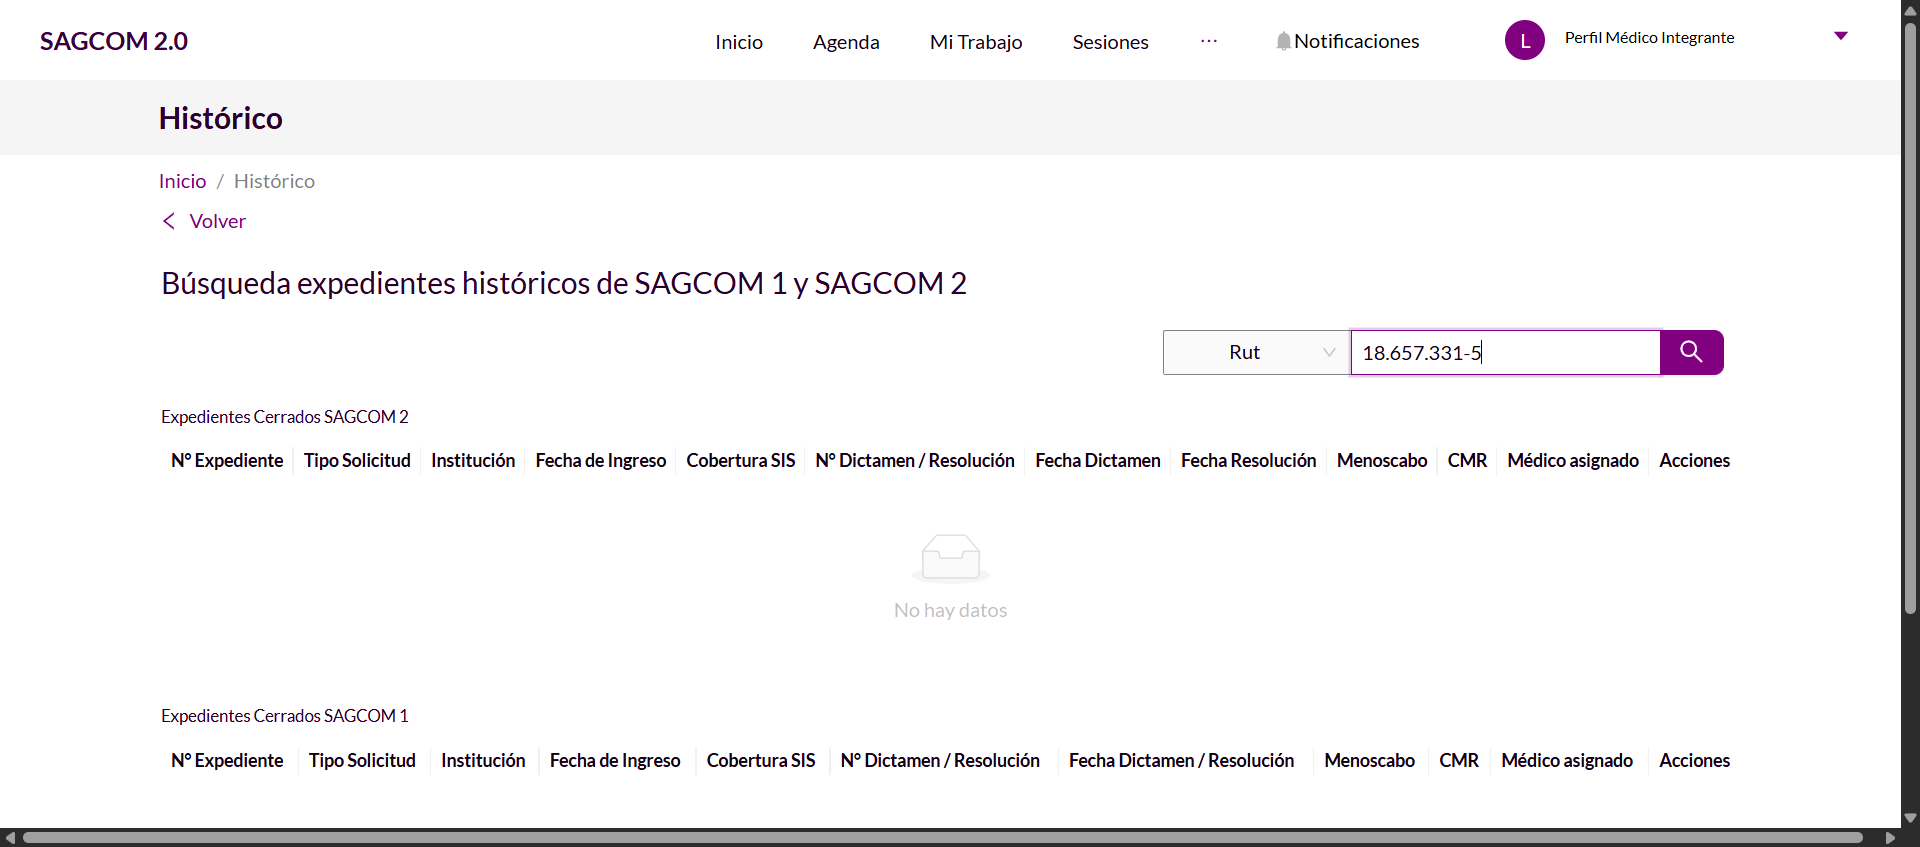 SAGCOM 2.0
Inicio Agenda Mi Trabajo Sesiones ··· Notificaciones L Perfil Médico Integrante
Histórico
Inicio / Histórico
Volver
Búsqueda expedientes históricos de SAGCOM 1 y SAGCOM 2
Rut 18.657.331-5
Expedientes Cerrados SAGCOM 2
N° Expediente Tipo Solicitud Institución Fecha de Ingreso Cobertura SIS N° Dictamen / Resolución Fecha Dictamen Fecha Resolución Menoscabo CMR Médico asignado Acciones
No hay datos
Expedientes Cerrados SAGCOM 1
N° Expediente Tipo Solicitud Institución Fecha de Ingreso Cobertura SIS N° Dictamen / Resolución Fecha Dictamen / Resolución Menoscabo CMR Médico asignado Acciones